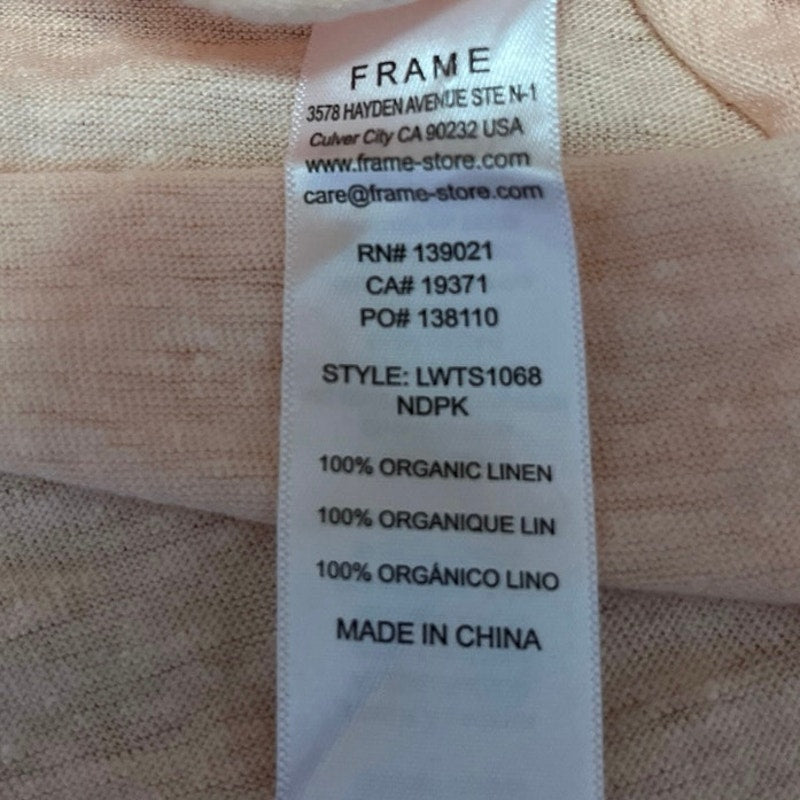 FRAME
3578 HAYDEN AVENUE STE N-1
Culver City CA 90232 USA
www.frame-store.com
care@frame-store.com
RN# 139021
CA# 19371
PO# 138110
STYLE: LWTS1068
NDPK
100% ORGANIC LINEN
100% ORGANIQUE LIN
100% ORGÁNICO LINO
MADE IN CHINA